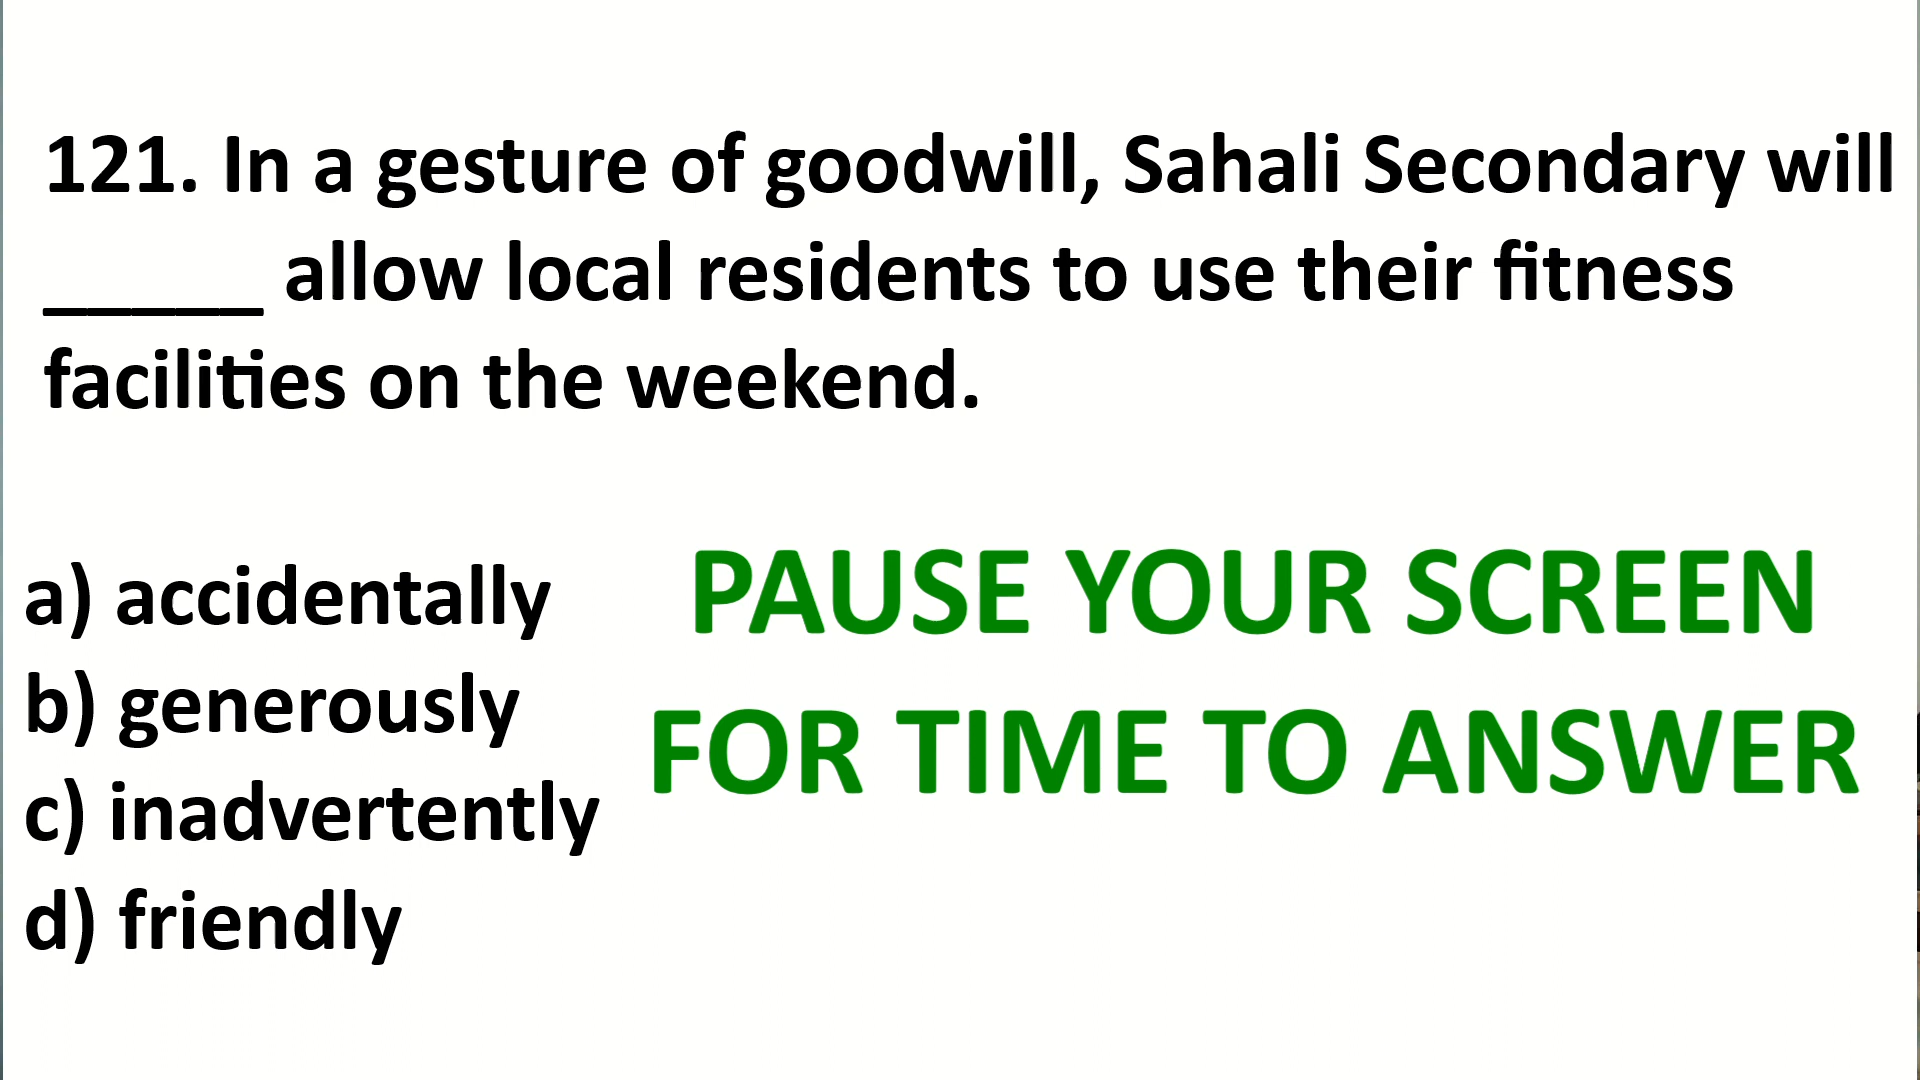 121. In a gesture of goodwill, Sahali Secondary will
_____ allow local residents to use their fitness
facilities on the weekend.
a) accidentally
b) generously
c) inadvertently
d) friendly
PAUSE YOUR SCREEN
FOR TIME TO ANSWER